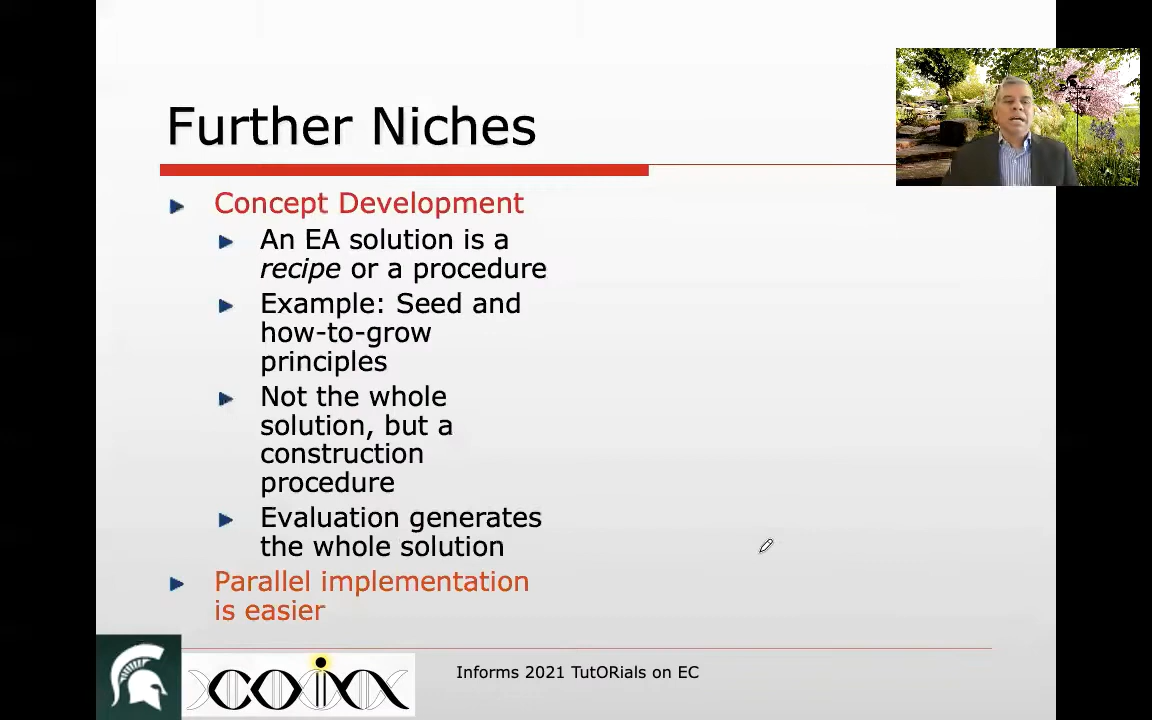 Further Niches
Concept Development
An EA solution is a
recipe or a procedure
Example: Seed and
how-to-grow
principles
Not the whole
solution, but a
construction
procedure
Evaluation generates
the whole solution
Parallel implementation
is easier
COIN
Informs 2021 TutORials on EC